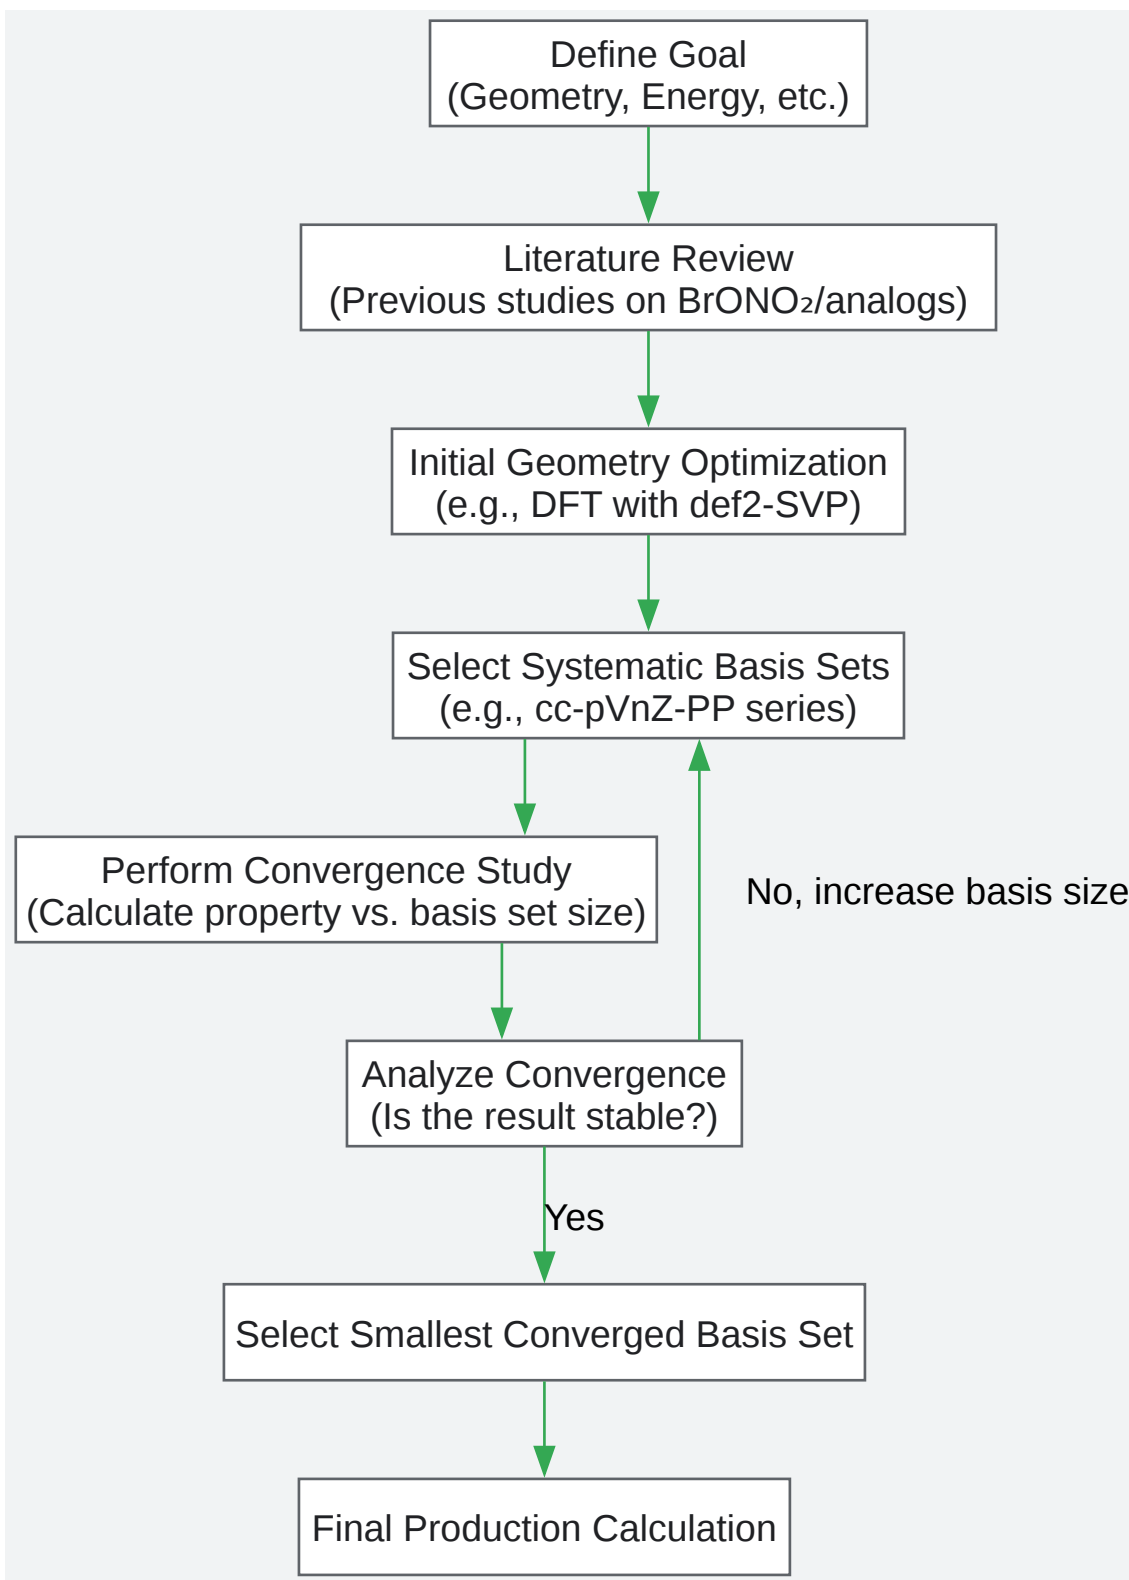 Define Goal
(Geometry, Energy, etc.)
Literature Review
(Previous studies on BrONO₂/analogs)
Initial Geometry Optimization
(e.g., DFT with def2-SVP)
Select Systematic Basis Sets
(e.g., cc-pVnZ-PP series)
Perform Convergence Study
(Calculate property vs. basis set size)
No, increase basis size
Analyze Convergence
(Is the result stable?)
Yes
Select Smallest Converged Basis Set
Final Production Calculation